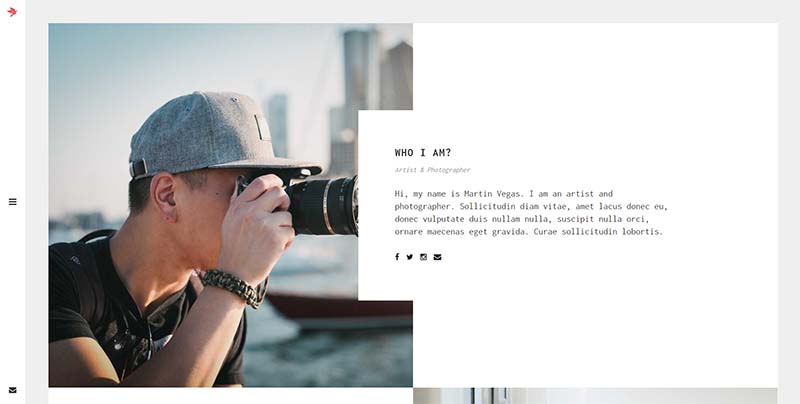 WHO I AM?
Artist & Photographer
Hi, my name is Martin Vegas. I am an artist and
photographer. Sollicitudin diam vitae, amet lacus donec eu,
donec vulputate duis nullam nulla, suscipit nulla orci,
ornare maecenas eget gravida. Curae sollicitudin lobortis.